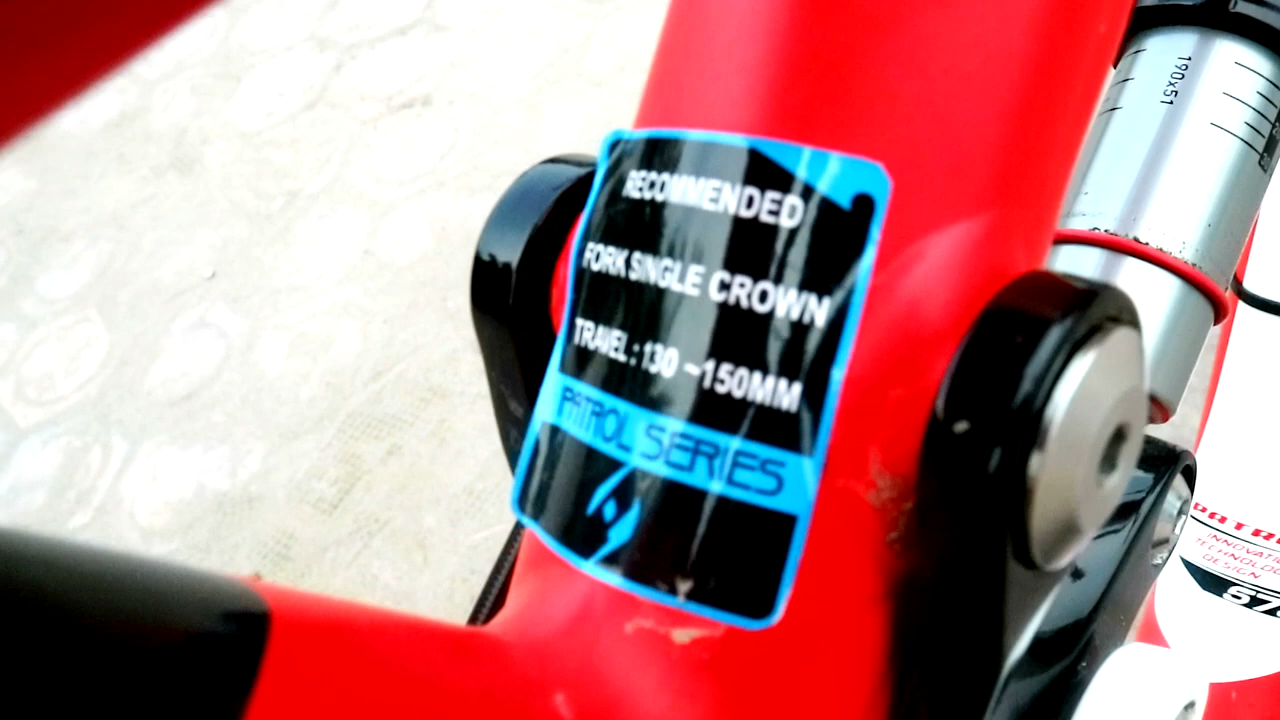 RECOMMENDED
FORK SINGLE CROWN
TRAVEL : 130 ~150MM
PATROL SERIES
190x51